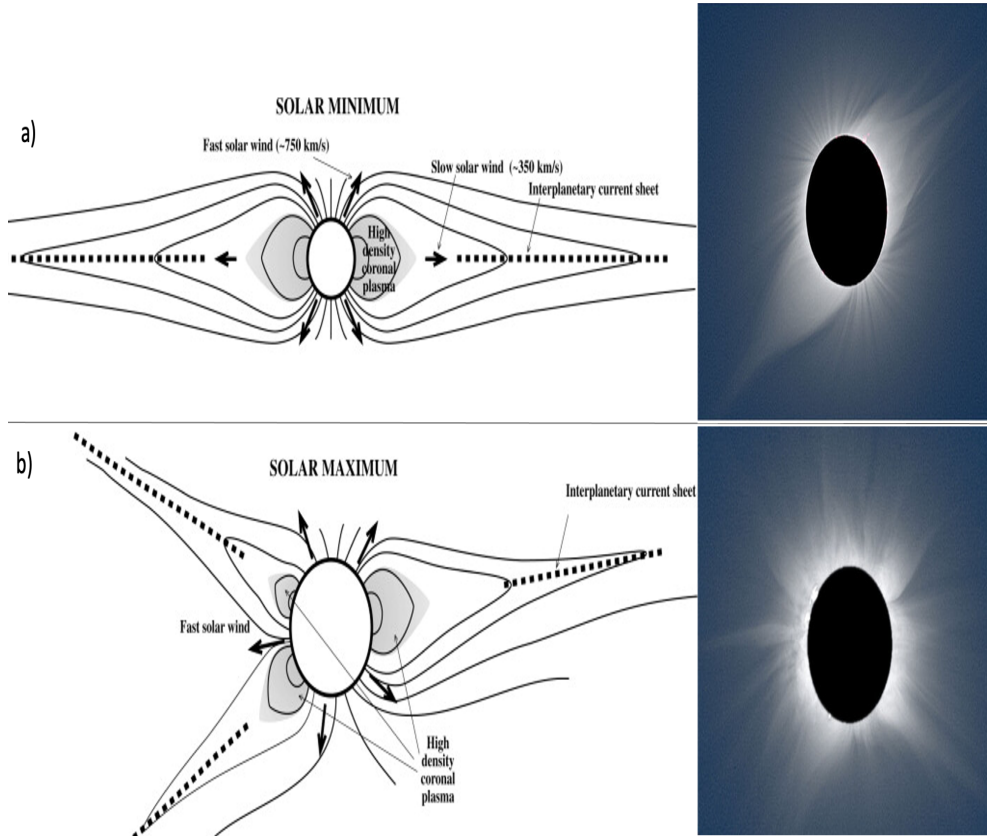 a)
SOLAR MINIMUM
Fast solar wind (~750 km/s)
Slow solar wind (~350 km/s)
Interplanetary current sheet
High
density
coronal
plasma
b)
SOLAR MAXIMUM
Interplanetary current sheet
Fast solar wind
High
density
coronal
plasma